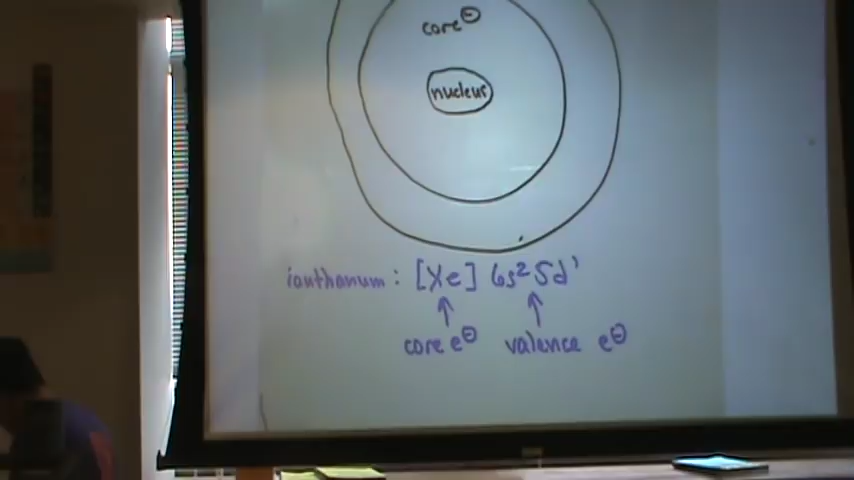 core e⊖
nucleus
lanthanum: [Xe] 6s² 5d¹
core e⊖ valence e⊖